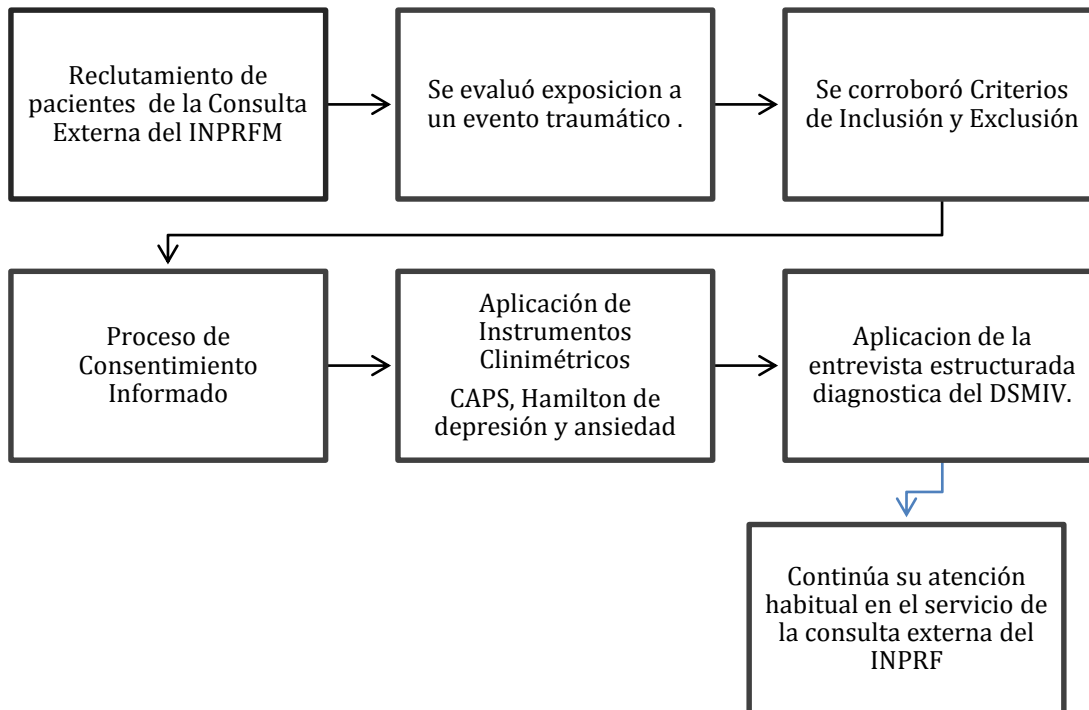 Reclutamiento de
pacientes de la Consulta
Externa del INPRFM
Se evaluó exposicion a
un evento traumático .
Se corroboró Criterios
de Inclusión y Exclusión
Proceso de
Consentimiento
Informado
Aplicación de
Instrumentos
Clinimétricos
CAPS, Hamilton de
depresión y ansiedad
Aplicacion de la
entrevista estructurada
diagnostica del DSMIV.
Continúa su atención
habitual en el servicio de
la consulta externa del
INPRF